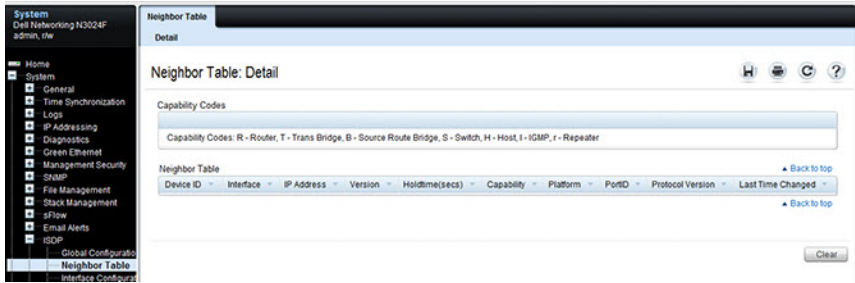 System
Dell Networking N3024F
admin, r/w
Home
System
General
Time Synchronization
Logs
IP Addressing
Diagnostics
Green Ethernet
Management Security
SNMP
File Management
Stack Management
sFlow
Email Alerts
ISDP
Global Configuratio
Neighbor Table
Interface Configurat
Neighbor Table
Detail
Neighbor Table: Detail
Capability Codes
Capability Codes: R - Router, T - Trans Bridge, B - Source Route Bridge, S - Switch, H - Host, I - IGMP, r - Repeater
Neighbor Table
Back to top
Device ID Interface IP Address Version Holdtime(secs) Capability Platform PortID Protocol Version Last Time Changed
Back to top
Clear